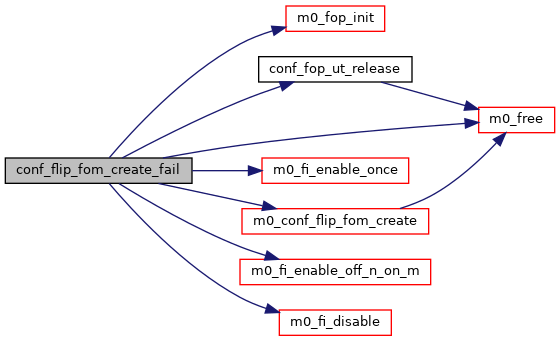 m0_fop_init
conf_fop_ut_release
m0_free
conf_flip_fom_create_fail
m0_fi_enable_once
m0_conf_flip_fom_create
m0_fi_enable_off_n_on_m
m0_fi_disable